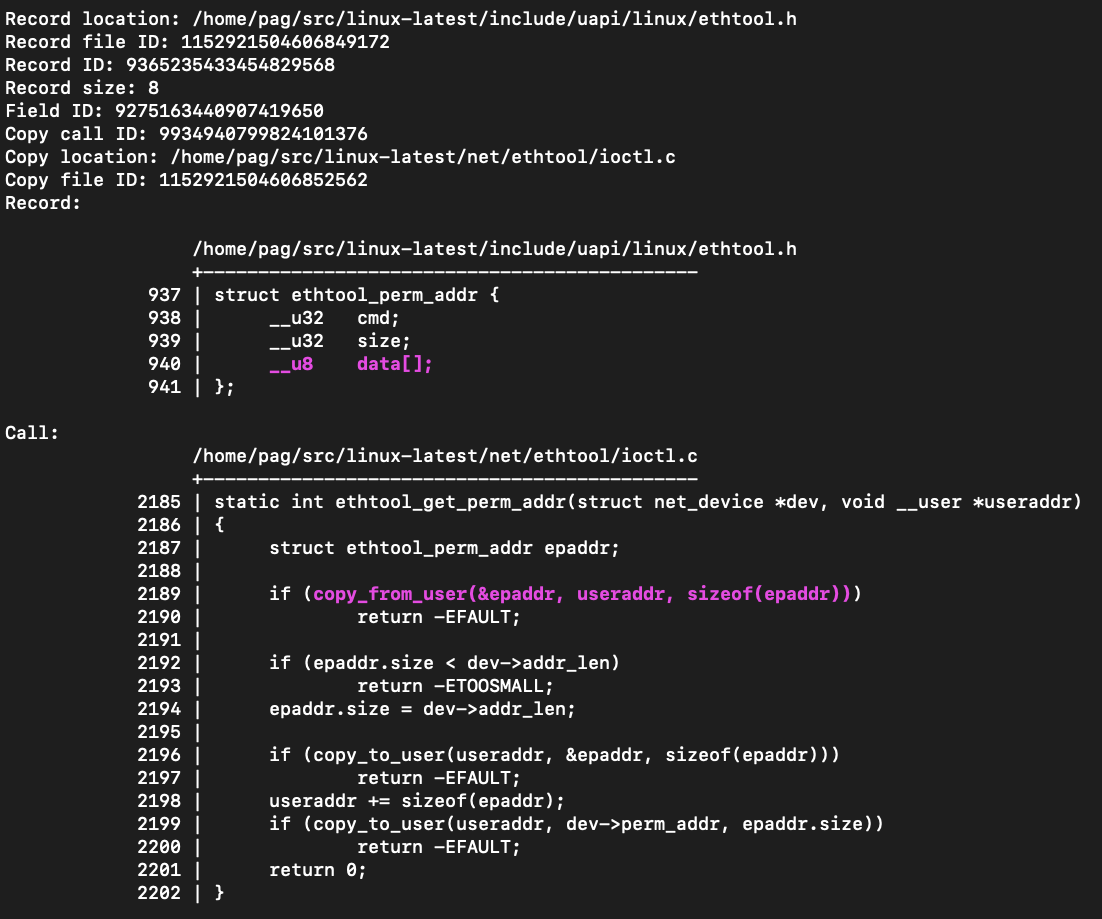 Record location: /home/pag/src/linux-latest/include/uapi/linux/ethtool.h
Record file ID: 1152921504606849172
Record ID: 9365235433454829568
Record size: 8
Field ID: 9275163440907419650
Copy call ID: 9934940799824101376
Copy location: /home/pag/src/linux-latest/net/ethtool/ioctl.c
Copy file ID: 1152921504606852562
Record:
/home/pag/src/linux-latest/include/uapi/linux/ethtool.h
+---------------------------------------------
937 | struct ethtool_perm_addr {
938 |      __u32   cmd;
939 |      __u32   size;
940 |      __u8    data[];
941 | };
Call:
/home/pag/src/linux-latest/net/ethtool/ioctl.c
+---------------------------------------------
2185 | static int ethtool_get_perm_addr(struct net_device *dev, void __user *useraddr)
2186 | {
2187 |      struct ethtool_perm_addr epaddr;
2188 |
2189 |      if (copy_from_user(&epaddr, useraddr, sizeof(epaddr)))
2190 |              return -EFAULT;
2191 |
2192 |      if (epaddr.size < dev->addr_len)
2193 |              return -ETOOSMALL;
2194 |      epaddr.size = dev->addr_len;
2195 |
2196 |      if (copy_to_user(useraddr, &epaddr, sizeof(epaddr)))
2197 |              return -EFAULT;
2198 |      useraddr += sizeof(epaddr);
2199 |      if (copy_to_user(useraddr, dev->perm_addr, epaddr.size))
2200 |              return -EFAULT;
2201 |      return 0;
2202 | }